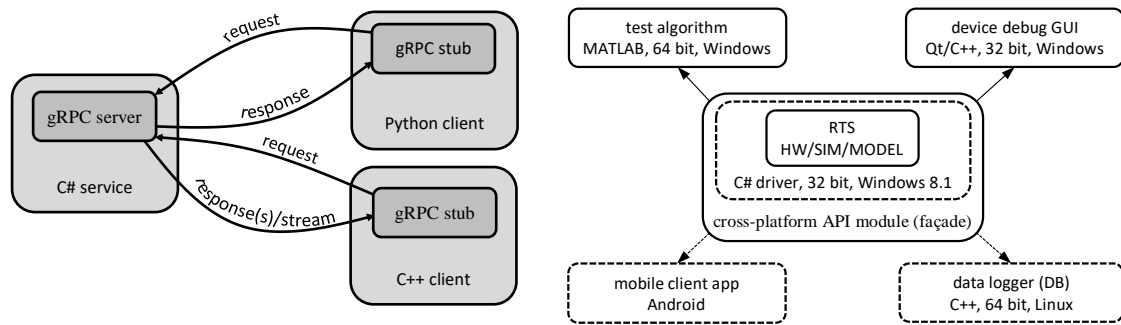 request
gRPC stub
Python client
response
gRPC server
C# service
request
response(s)/stream
gRPC stub
C++ client
test algorithm
MATLAB, 64 bit, Windows
device debug GUI
Qt/C++, 32 bit, Windows
RTS
HW/SIM/MODEL
C# driver, 32 bit, Windows 8.1
cross-platform API module (façade)
mobile client app
Android
data logger (DB)
C++, 64 bit, Linux